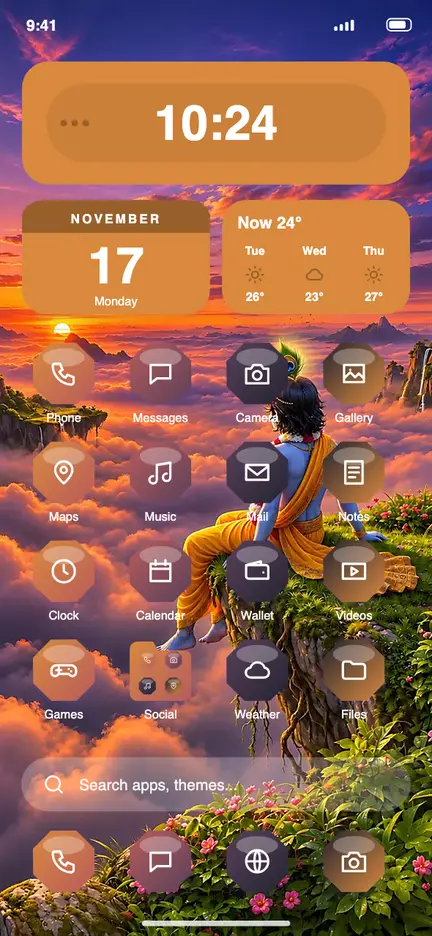 9:41
10:24
NOVEMBER
17
Monday
Now 24°
Tue Wed Thu
26° 23° 27°
Phone Messages Camera Gallery
Maps Music Mail Notes
Clock Calendar Wallet Videos
Games Social Weather Files
Search apps, themes...